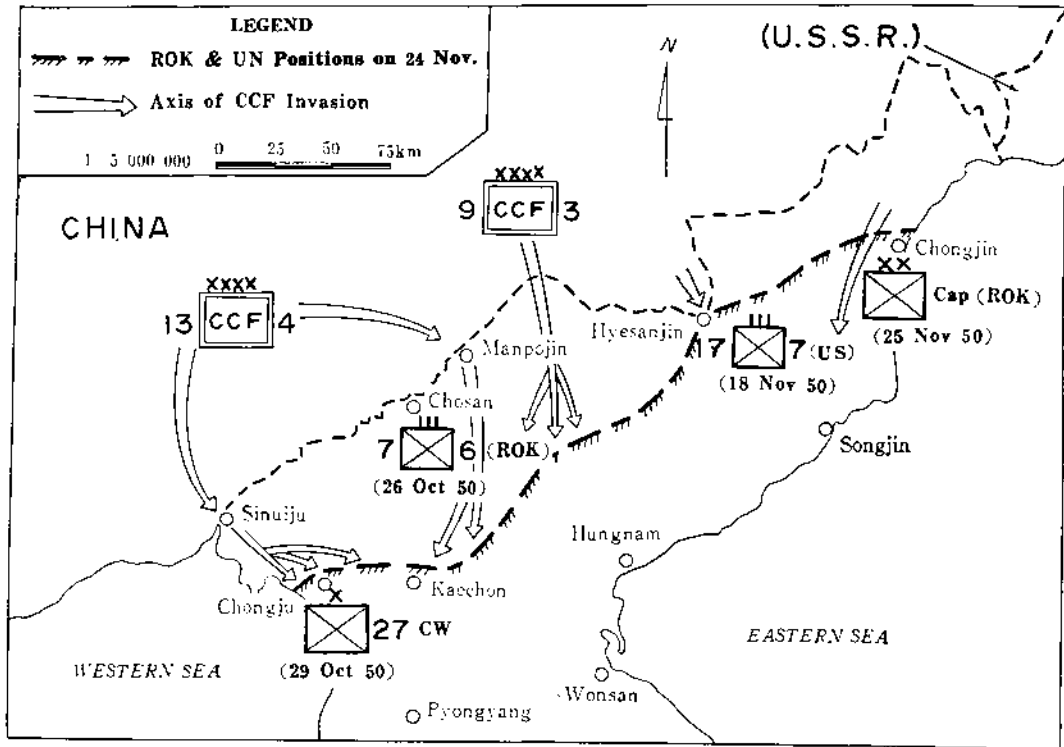 LEGEND
ROK & UN Positions on 24 Nov.
Axis of CCF Invasion
1 5 000 000 0 25 50 75km
N
(U.S.S.R.)
CHINA
XXXX
9 CCF 3
XXXX
13 CCF 4
Chongjin
XX
Cap (ROK)
(25 Nov 50)
Hyesanjin
III
17 7 (US)
(18 Nov 50)
Manpojin
Chosan
III
7 6 (ROK)
(26 Oct 50)
Songjin
Sinuiju
Hungnam
Chongju
Kaechon
X
27 CW
(29 Oct 50)
WESTERN SEA
EASTERN SEA
Wonsan
Pyongyang